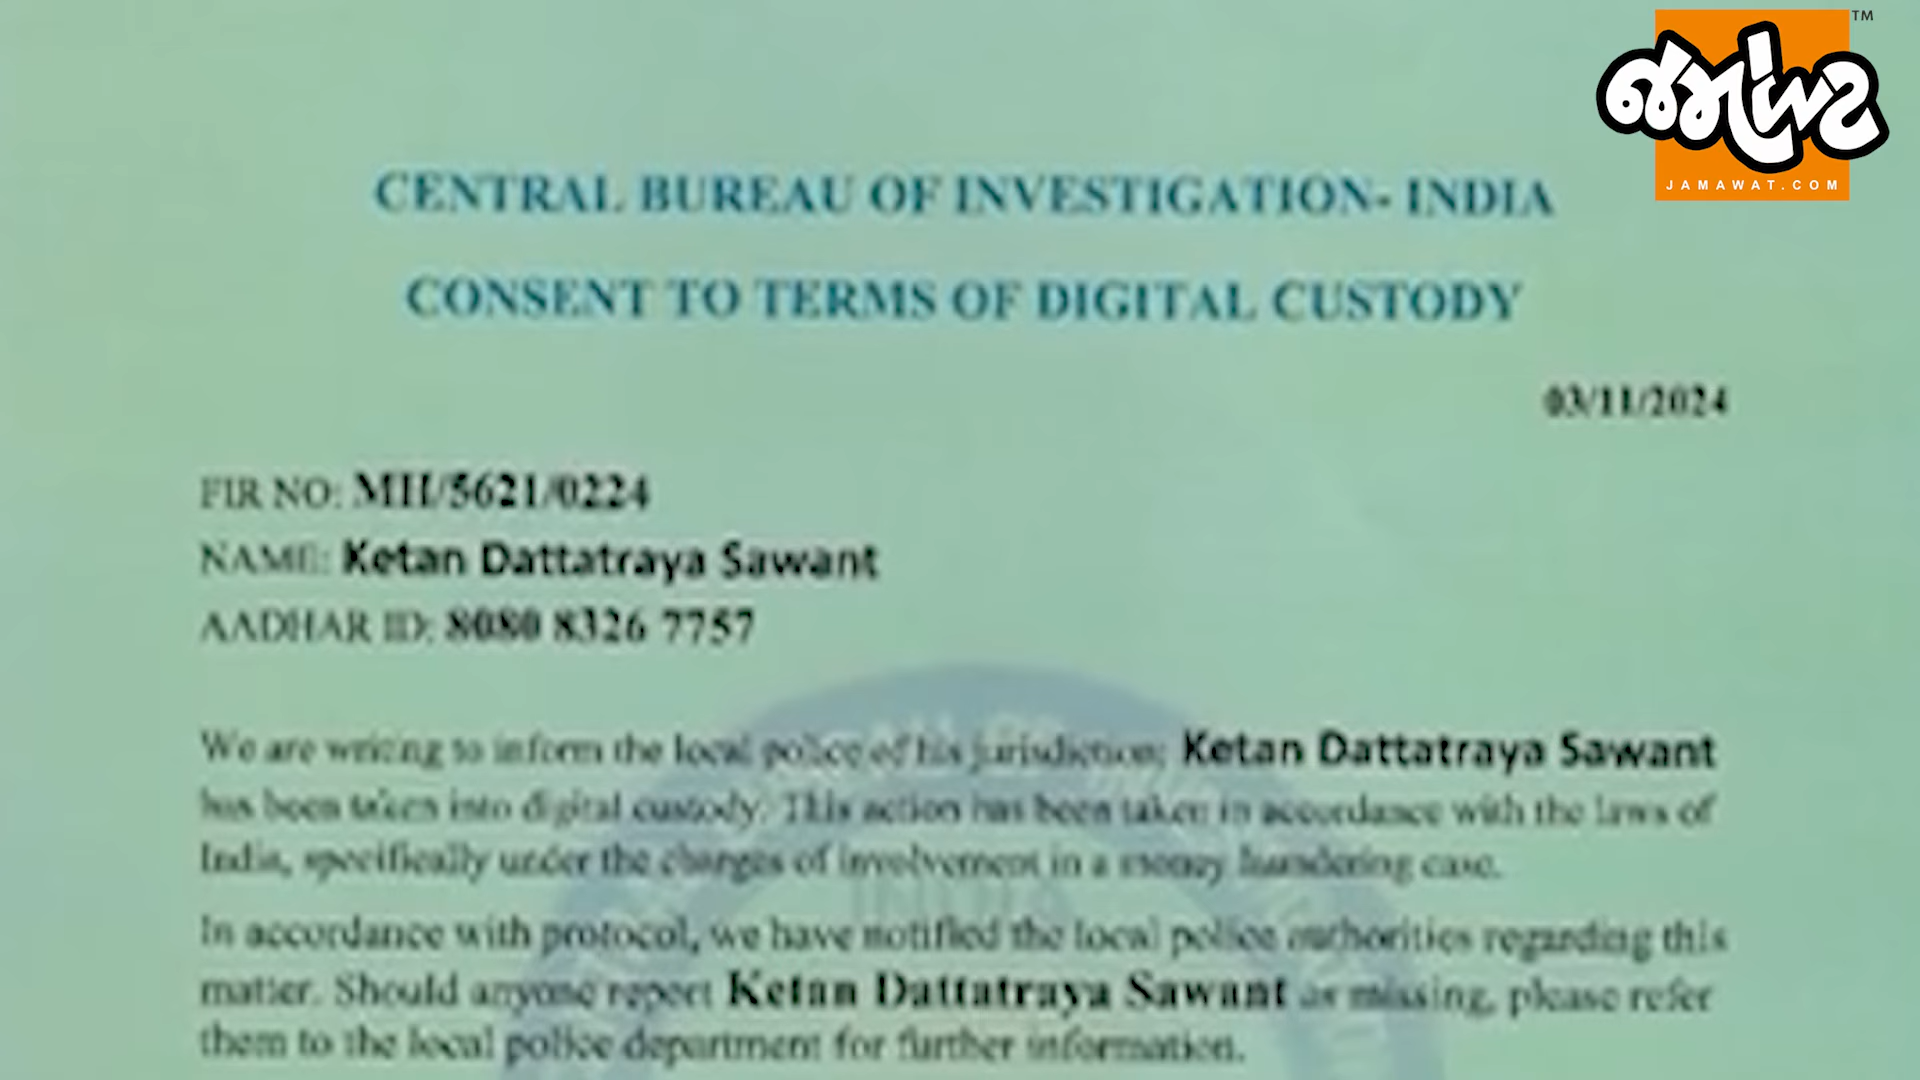 જમાવટ
TM
JAMAWAT.COM
CENTRAL BUREAU OF INVESTIGATION- INDIA
CONSENT TO TERMS OF DIGITAL CUSTODY
03/11/2024
FIR NO: MH/5621/0224
NAME: Ketan Dattatraya Sawant
AADHAR ID: 8080 8326 7757
We are writing to inform the local police of his jurisdiction; Ketan Dattatraya Sawant
has been taken into digital custody. This action has been taken in accordance with the laws of
India, specifically under the charges of involvement in a money laundering case.
In accordance with protocol, we have notified the local police authorities regarding this
matter. Should anyone report Ketan Dattatraya Sawant as missing, please refer
them to the local police department for further information.
INDIA